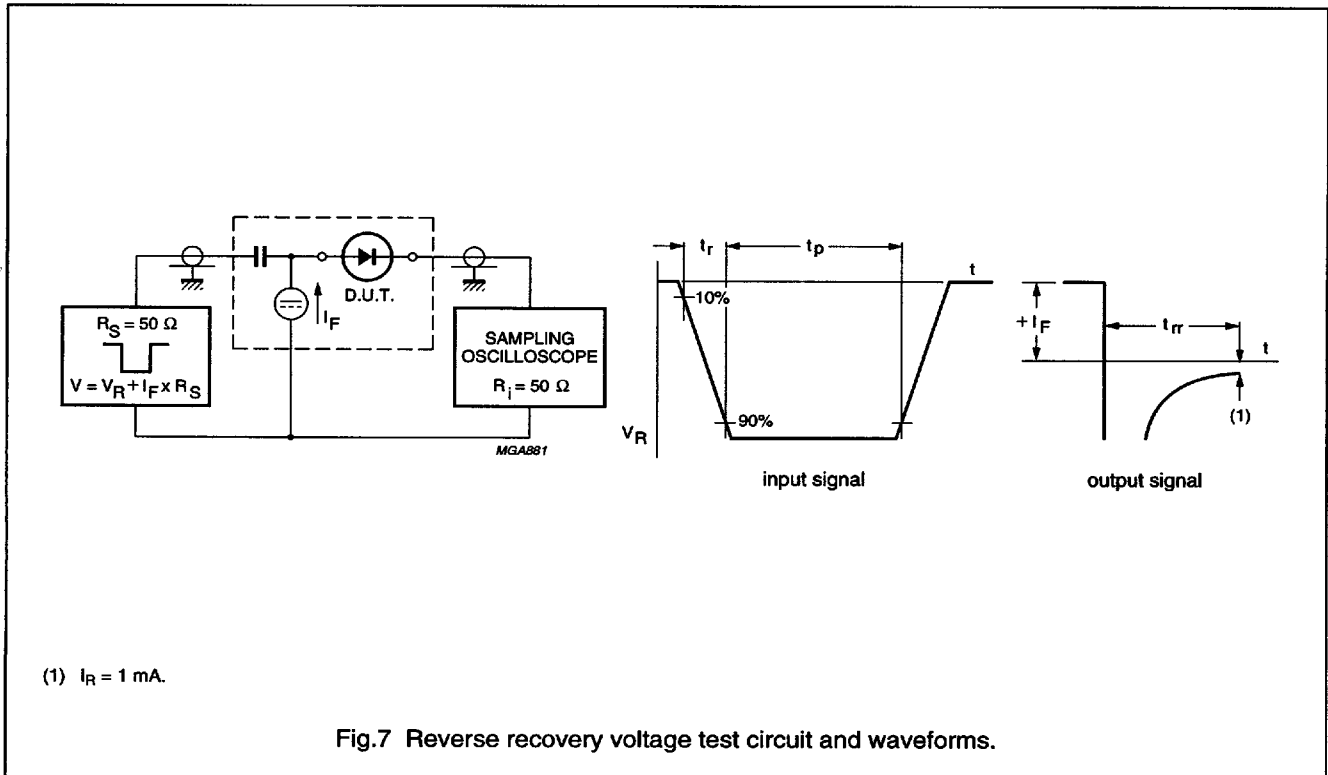 R_S = 50 Ω
V = V_R + I_F x R_S
I_F
D.U.T.
SAMPLING
OSCILLOSCOPE
R_i = 50 Ω
MGA881
t_r
t_p
t
10%
90%
V_R
input signal
+ I_F
t_rr
t
(1)
output signal
(1) I_R = 1 mA.
Fig.7 Reverse recovery voltage test circuit and waveforms.